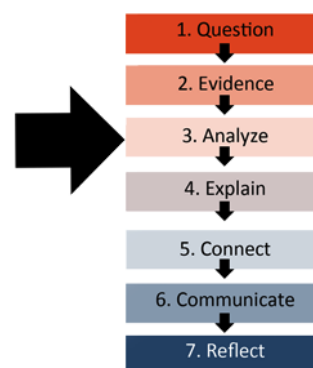 1. Question
2. Evidence
3. Analyze
4. Explain
5. Connect
6. Communicate
7. Reflect